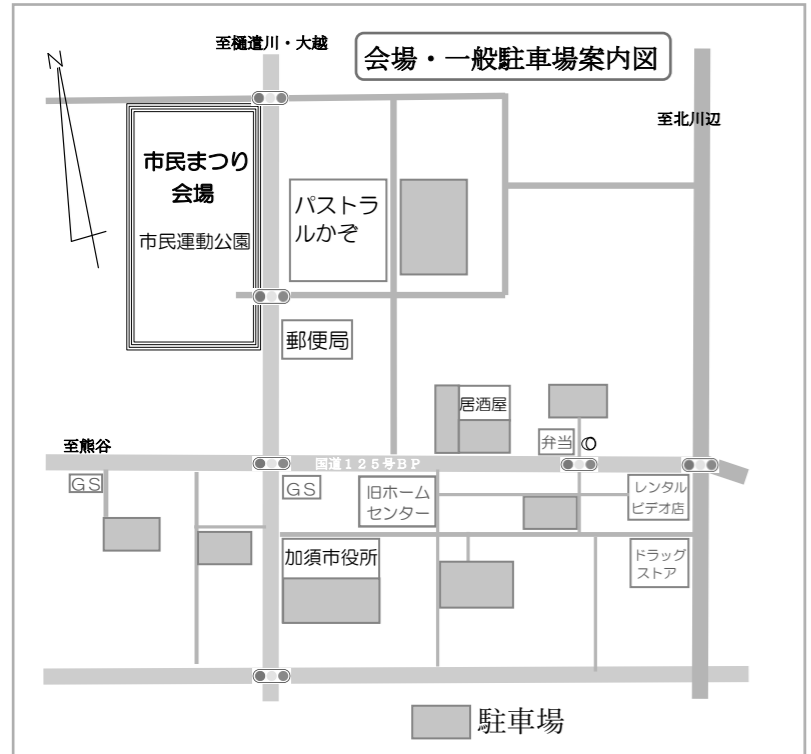 至樋遣川・大越
会場・一般駐車場案内図
N
至北川辺
市民まつり
会場
市民運動公園
パストラ
ルかぞ
郵便局
居酒屋
弁当
至熊谷
国道125号BP
GS
GS
旧ホーム
センター
レンタル
ビデオ店
加須市役所
ドラッグ
ストア
駐車場